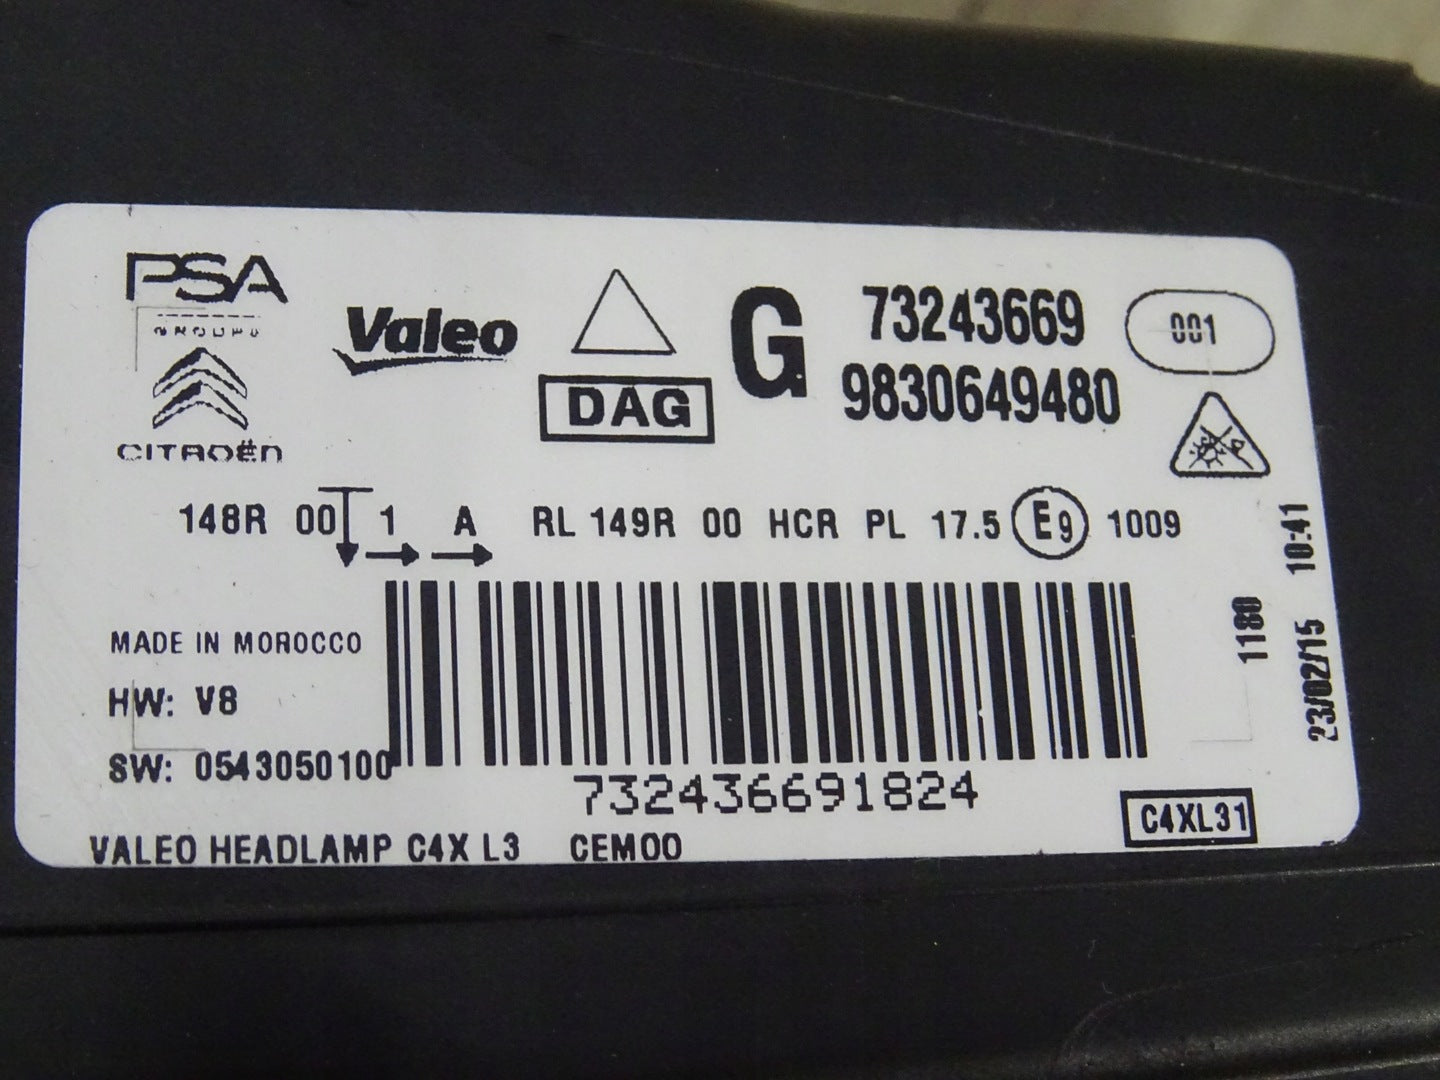 PSA
GROUPE
CITROËN
Valeo
DAG
G
73243669
9830649480
001
148R 00 1 A RL 149R 00 HCR PL 17.5 E9 1009
MADE IN MOROCCO
HW: V8
SW: 0543050100
732436691824
VALEO HEADLAMP C4X L3 CEM00
C4XL31
1180
23/02/15 10:41